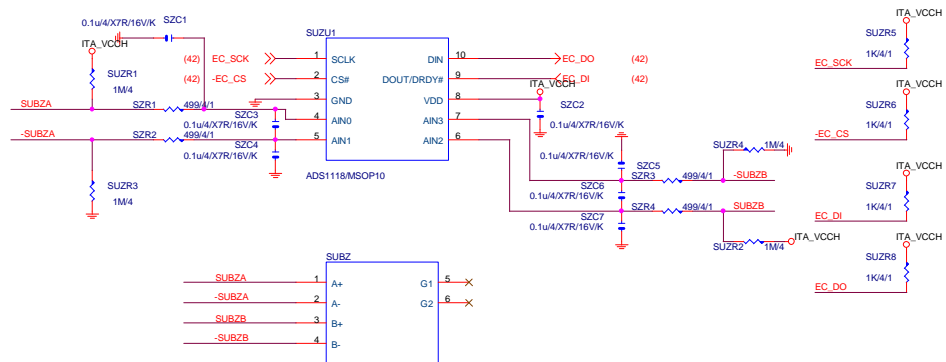 SZC1
0.1u/4/X7R/16V/K
ITA_VCCH
SUZR1
1M/4
SUBZA
SZR1
499/4/1
-SUBZA
SZR2
499/4/1
SUZR3
1M/4
SZC3
0.1u/4/X7R/16V/K
SZC4
0.1u/4/X7R/16V/K
(42) EC_SCK
(42) -EC_CS
SUZU1
1 SCLK
2 CS#
3 GND
4 AIN0
5 AIN1
DIN 10
DOUT/DRDY# 9
VDD 8
AIN3 7
AIN2 6
ADS1118/MSOP10
EC_DO (42)
EC_DI (42)
ITA_VCCH
SZC2
0.1u/4/X7R/16V/K
0.1u/4/X7R/16V/K
SZC5
SZR3
499/4/1
SUZR4
1M/4
-SUBZB
SZC6
0.1u/4/X7R/16V/K
SZR4
499/4/1
SUBZB
SZC7
0.1u/4/X7R/16V/K
SUZR2
1M/4
ITA_VCCH
ITA_VCCH
SUZR5
1K/4/1
EC_SCK
ITA_VCCH
SUZR6
1K/4/1
-EC_CS
ITA_VCCH
SUZR7
1K/4/1
EC_DI
ITA_VCCH
SUZR8
1K/4/1
EC_DO
SUBZ
SUBZA 1 A+
-SUBZA 2 A-
SUBZB 3 B+
-SUBZB 4 B-
G1 5
G2 6